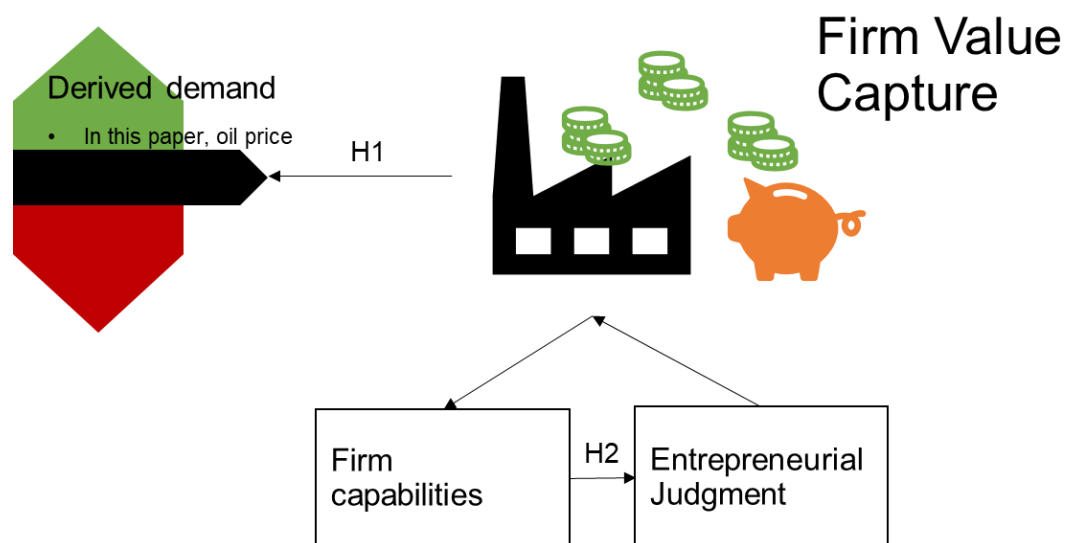 Firm Value
Capture
Derived demand
• In this paper, oil price
H1
Firm
capabilities
H2
Entrepreneurial
Judgment